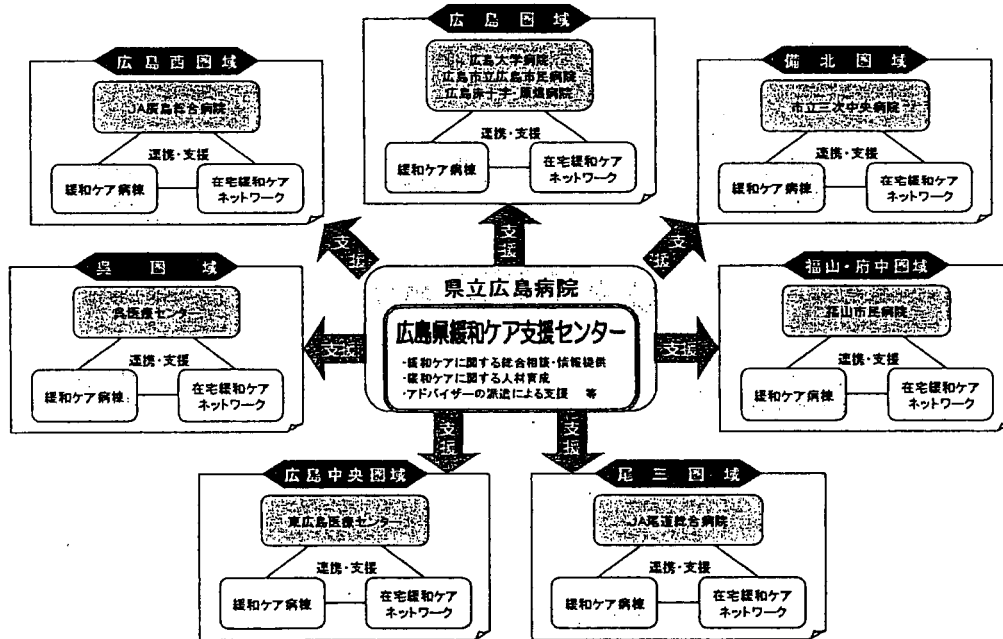 広島西圏域
JA廣島総合病院
連携・支援
緩和ケア病棟
在宅緩和ケア
ネットワーク
広島圏域
広島大学病院
広島市立広島市民病院
広島赤十字・原爆病院
連携・支援
緩和ケア病棟
在宅緩和ケア
ネットワーク
備北圏域
市立三次中央病院
連携・支援
緩和ケア病棟
在宅緩和ケア
ネットワーク
支援
支援
支援
呉圏域
呉医療センター
連携・支援
緩和ケア病棟
在宅緩和ケア
ネットワーク
支援
県立広島病院
広島県緩和ケア支援センター
・緩和ケアに関する総合相談・情報提供
・緩和ケアに関する人材育成
・アドバイザーの派遣による支援 等
支援
福山・府中圏域
福山市民病院
連携・支援
緩和ケア病棟
在宅緩和ケア
ネットワーク
支援
支援
広島中央圏域
東広島医療センター
連携・支援
緩和ケア病棟
在宅緩和ケア
ネットワーク
尾三圏域
JA尾道総合病院
連携・支援
緩和ケア病棟
在宅緩和ケア
ネットワーク